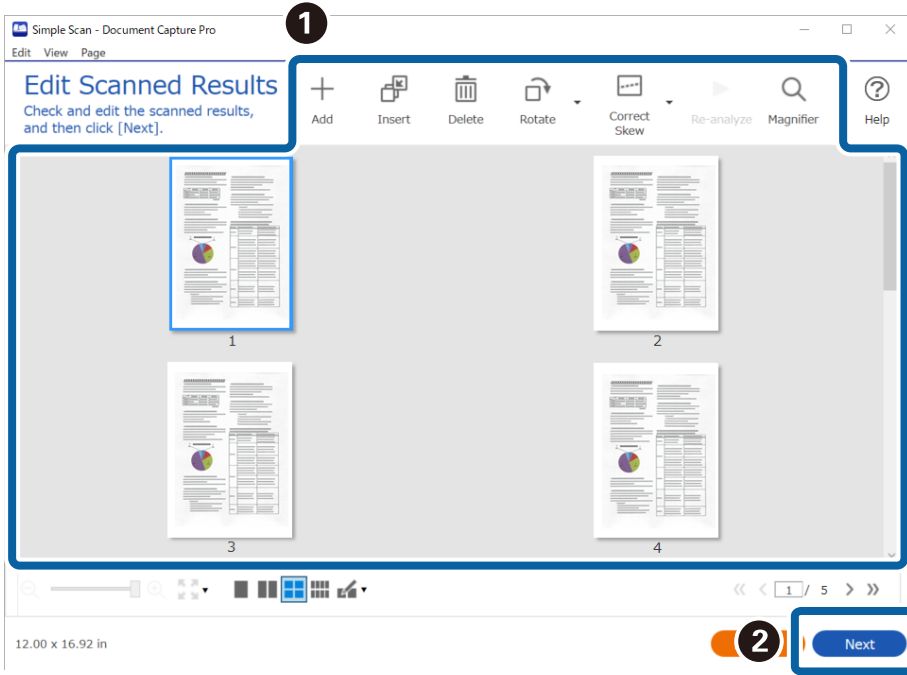 1
Simple Scan - Document Capture Pro
Edit View Page
Edit Scanned Results
Check and edit the scanned results,
and then click [Next].
Add
Insert
Delete
Rotate
Correct
Skew
Re-analyze
Magnifier
Help
1
2
3
4
1 / 5
12.00 x 16.92 in
2
Next